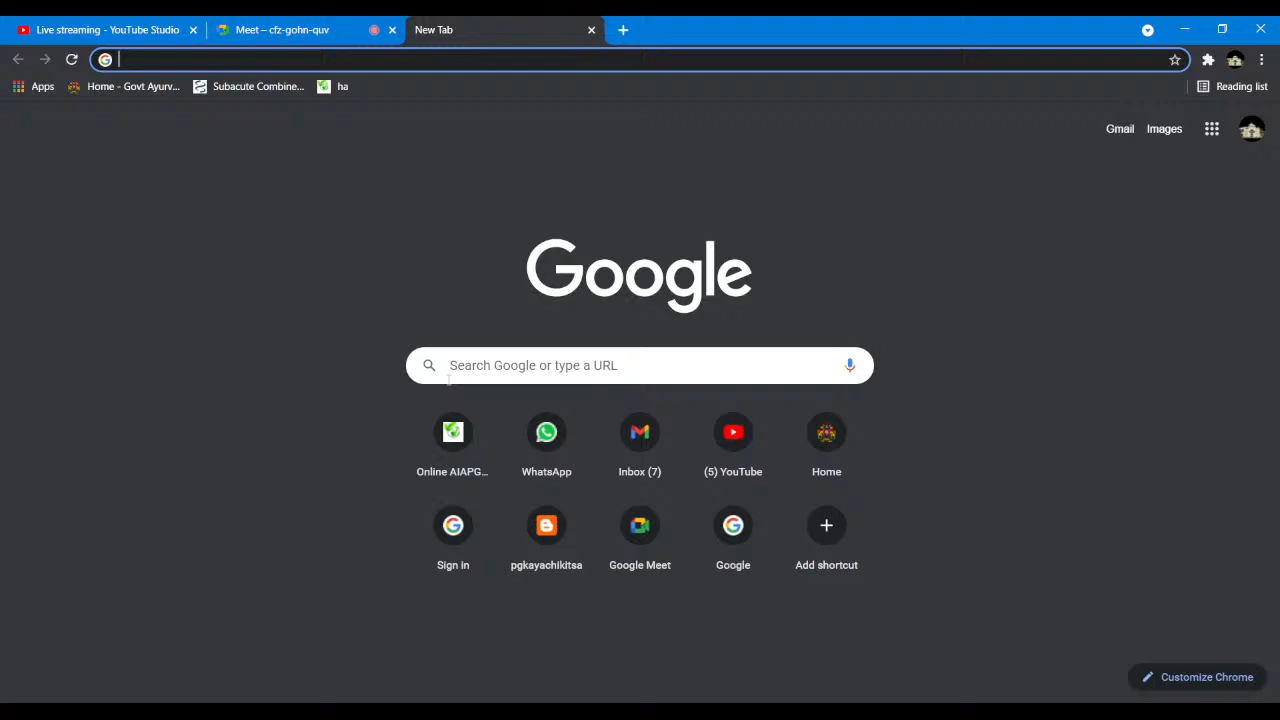 Live streaming - YouTube Studio
Meet – cfz-gohn-quv
New Tab
Apps
Home - Govt Ayurv...
Subacute Combine...
ha
Reading list
Gmail
Images
Google
Search Google or type a URL
Online AIAPG...
WhatsApp
Inbox (7)
(5) YouTube
Home
Sign in
pgkayachikitsa
Google Meet
Google
Add shortcut
Customize Chrome